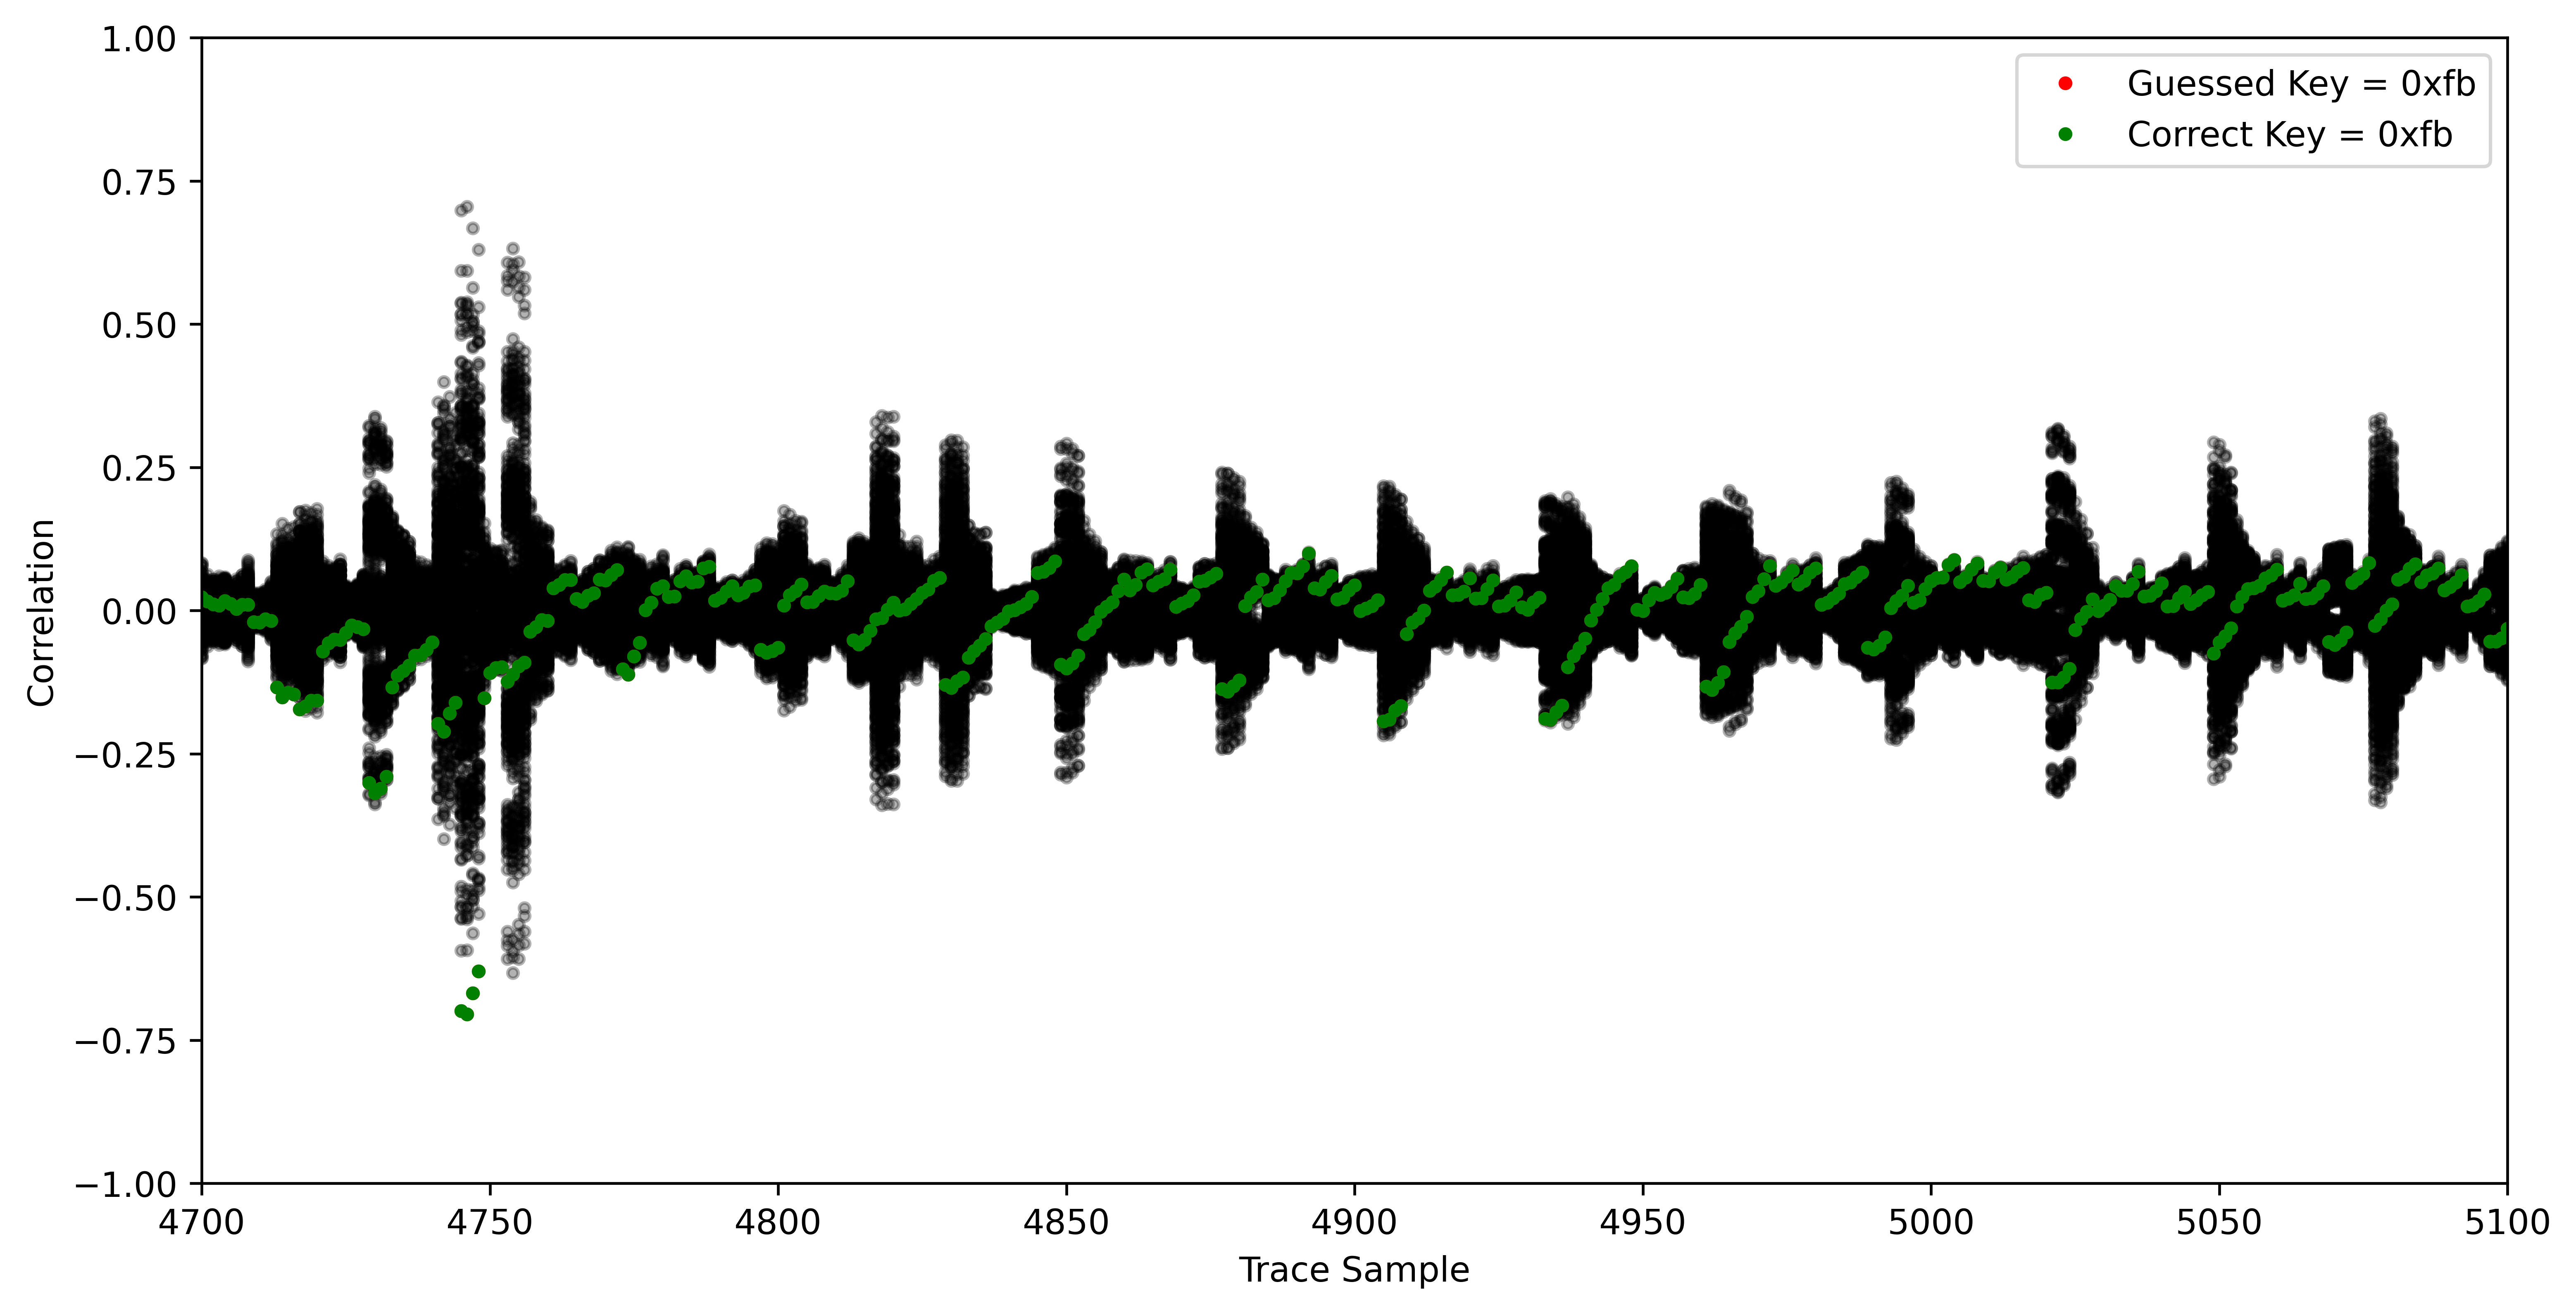 1.00
0.75
0.50
0.25
0.00
−0.25
−0.50
−0.75
−1.00
Correlation
Guessed Key = 0xfb
Correct Key = 0xfb
4700 4750 4800 4850 4900 4950 5000 5050 5100
Trace Sample